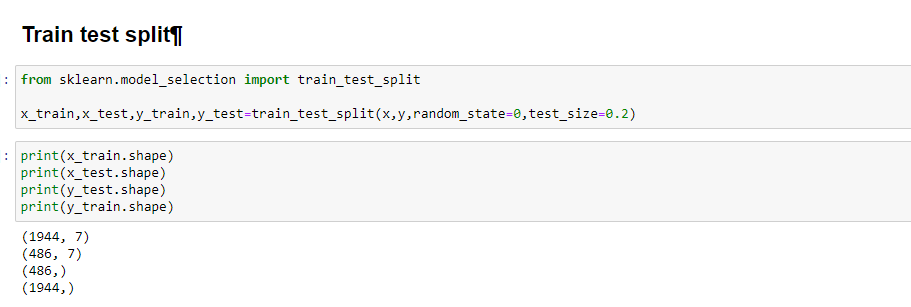 Train test split¶
:
from sklearn.model_selection import train_test_split
x_train,x_test,y_train,y_test=train_test_split(x,y,random_state=0,test_size=0.2)
:
print(x_train.shape)
print(x_test.shape)
print(y_test.shape)
print(y_train.shape)
(1944, 7)
(486, 7)
(486,)
(1944,)